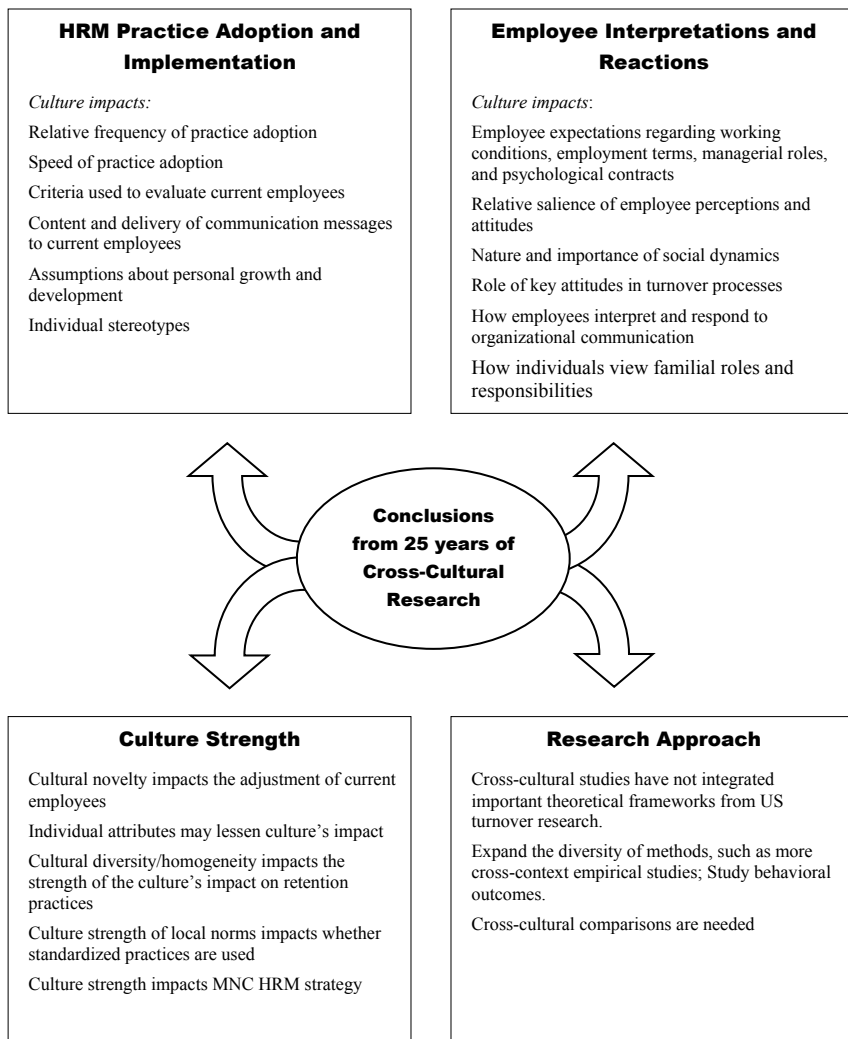 HRM Practice Adoption and
Implementation
Culture impacts:
Relative frequency of practice adoption
Speed of practice adoption
Criteria used to evaluate current employees
Content and delivery of communication messages
to current employees
Assumptions about personal growth and
development
Individual stereotypes
Employee Interpretations and
Reactions
Culture impacts:
Employee expectations regarding working
conditions, employment terms, managerial roles,
and psychological contracts
Relative salience of employee perceptions and
attitudes
Nature and importance of social dynamics
Role of key attitudes in turnover processes
How employees interpret and respond to
organizational communication
How individuals view familial roles and
responsibilities
Conclusions
from 25 years of
Cross-Cultural
Research
Culture Strength
Cultural novelty impacts the adjustment of current
employees
Individual attributes may lessen culture's impact
Cultural diversity/homogeneity impacts the
strength of the culture's impact on retention
practices
Culture strength of local norms impacts whether
standardized practices are used
Culture strength impacts MNC HRM strategy
Research Approach
Cross-cultural studies have not integrated
important theoretical frameworks from US
turnover research.
Expand the diversity of methods, such as more
cross-context empirical studies; Study behavioral
outcomes.
Cross-cultural comparisons are needed